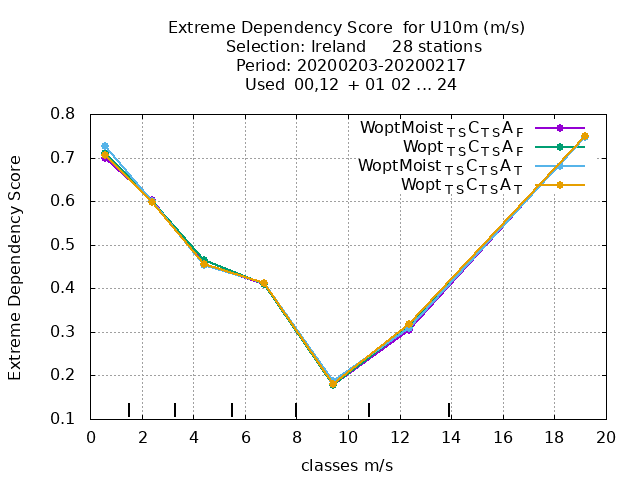 Extreme Dependency Score  for U10m (m/s)
Selection: Ireland     28 stations
Period: 20200203-20200217
Used  00,12  + 01 02 ... 24
Extreme Dependency Score
0.8
0.7
0.6
0.5
0.4
0.3
0.2
0.1
WoptMoist TS C TS A F
Wopt TS C TS A F
WoptMoist TS C TS A T
Wopt TS C TS A T
0 2 4 6 8 10 12 14 16 18 20
classes m/s